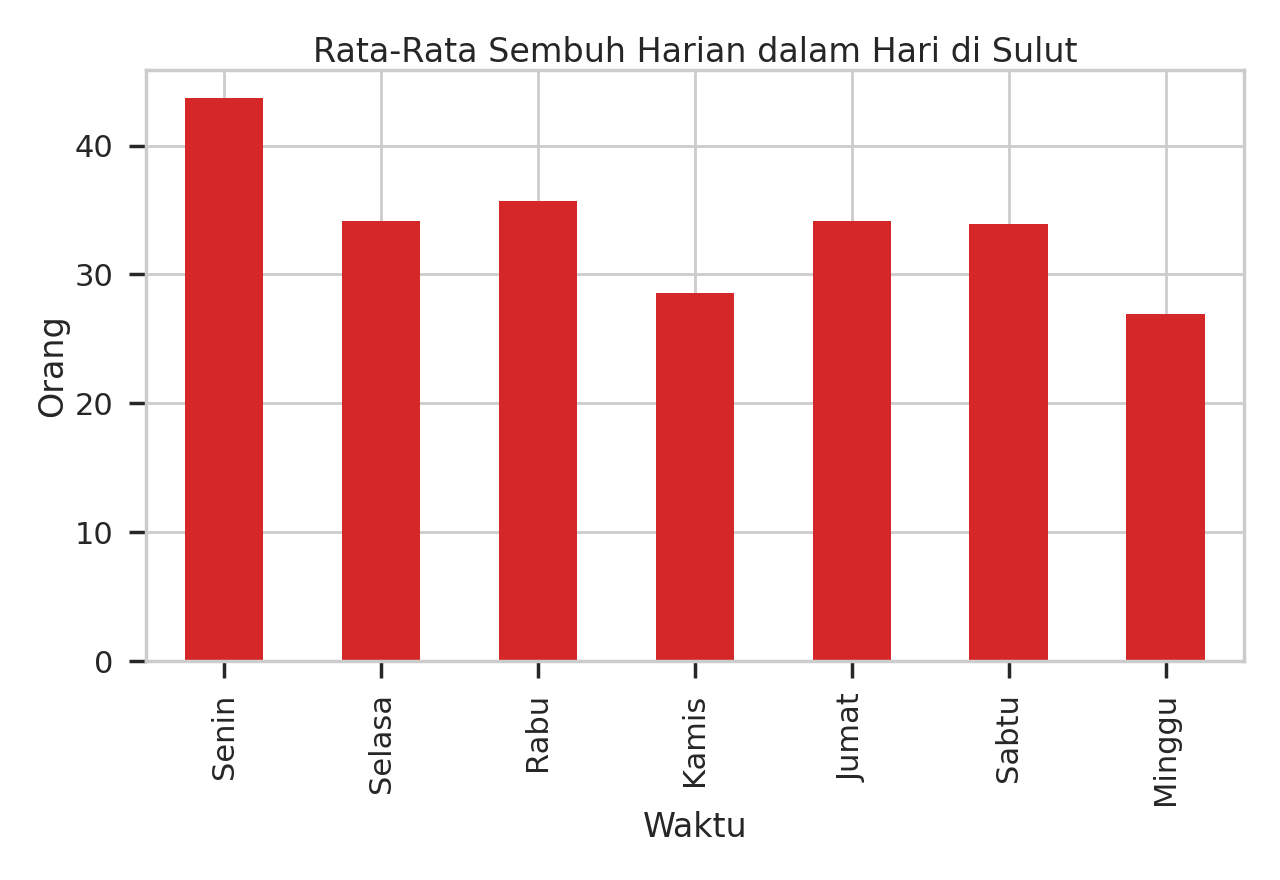 Rata-Rata Sembuh Harian dalam Hari di Sulut
Orang
40
30
20
10
0
Senin
Selasa
Rabu
Kamis
Jumat
Sabtu
Minggu
Waktu